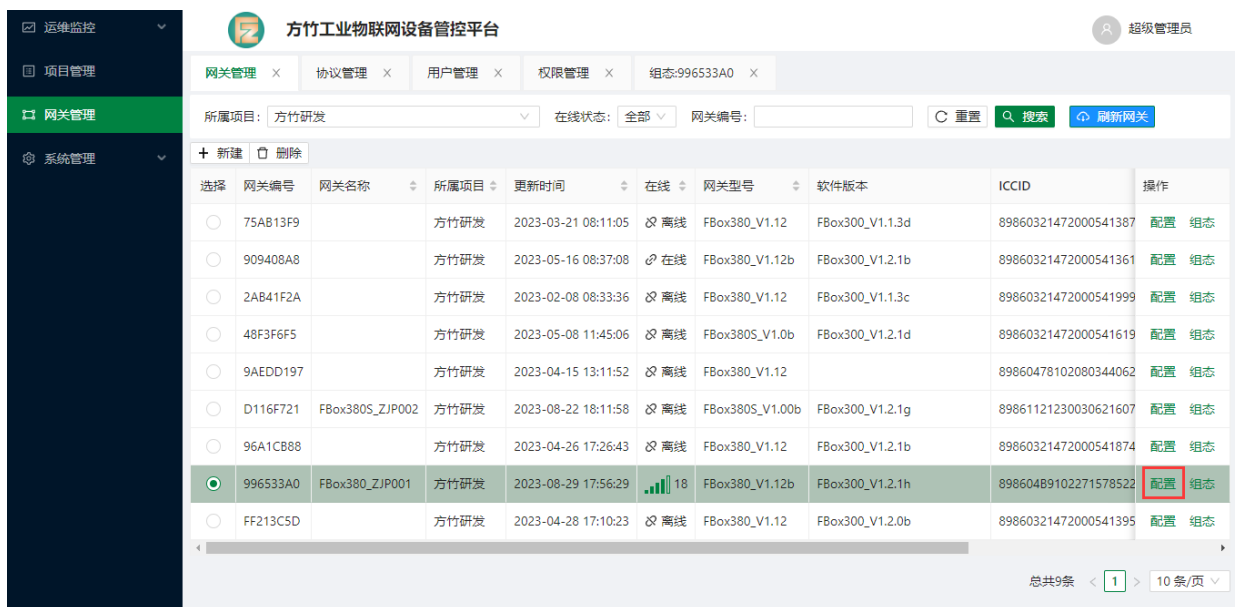 运维监控
项目管理
网关管理
系统管理
方竹工业物联网设备管控平台
超级管理员
网关管理 协议管理 用户管理 权限管理 组态:996533A0
所属项目: 方竹研发 在线状态: 全部 网关编号: 重置 搜索 刷新网关
新建 删除
选择 网关编号 网关名称 所属项目 更新时间 在线 网关型号 软件版本 ICCID 操作
75AB13F9 方竹研发 2023-03-21 08:11:05 离线 FBox380_V1.12 FBox300_V1.1.3d 89860321472000541387 配置 组态
909408A8 方竹研发 2023-05-16 08:37:08 在线 FBox380_V1.12b FBox300_V1.2.1b 89860321472000541361 配置 组态
2AB41F2A 方竹研发 2023-02-08 08:33:36 离线 FBox380_V1.12 FBox300_V1.1.3c 89860321472000541999 配置 组态
48F3F6F5 方竹研发 2023-05-08 11:45:06 离线 FBox380S_V1.0b FBox300_V1.2.1d 89860321472000541619 配置 组态
9AEDD197 方竹研发 2023-04-15 13:11:52 离线 FBox380_V1.12 89860478102080344062 配置 组态
D116F721 FBox380S_ZJP002 方竹研发 2023-08-22 18:11:58 离线 FBox380S_V1.00b FBox300_V1.2.1g 89861121230030621607 配置 组态
96A1CB88 方竹研发 2023-04-26 17:26:43 离线 FBox380_V1.12 FBox300_V1.2.1b 89860321472000541874 配置 组态
996533A0 FBox380_ZJP001 方竹研发 2023-08-29 17:56:29 18 FBox380_V1.12b FBox300_V1.2.1h 898604B9102271578522 配置 组态
FF213C5D 方竹研发 2023-04-28 17:10:23 离线 FBox380_V1.12 FBox300_V1.2.0b 89860321472000541395 配置 组态
总共9条 < 1 > 10 条/页